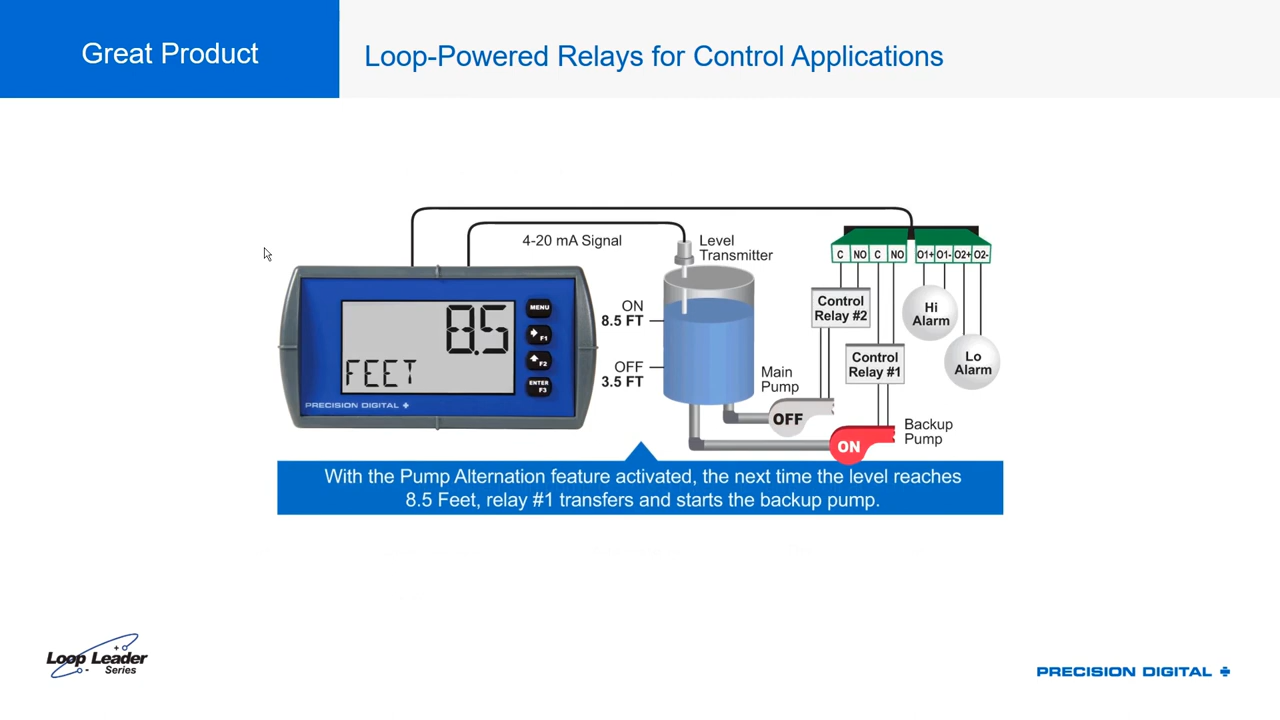 Great Product
Loop-Powered Relays for Control Applications
4-20 mA Signal
Level
Transmitter
C NO C NO O1+ O1- O2+ O2-
ON
8.5 FT
OFF
3.5 FT
Control
Relay #2
Hi
Alarm
Control
Relay #1
Lo
Alarm
8.5
FEET
MENU
F1
F2
ENTER
F3
PRECISION DIGITAL
Main
Pump
OFF
Backup
Pump
ON
With the Pump Alternation feature activated, the next time the level reaches
8.5 Feet, relay #1 transfers and starts the backup pump.
Loop Leader
Series
PRECISION DIGITAL